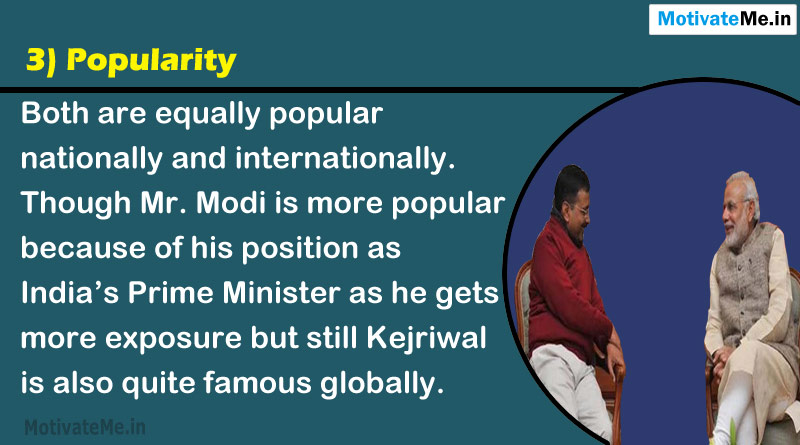 MotivateMe.in
3) Popularity
Both are equally popular
nationally and internationally.
Though Mr. Modi is more popular
because of his position as
India’s Prime Minister as he gets
more exposure but still Kejriwal
is also quite famous globally.
MotivateMe.in